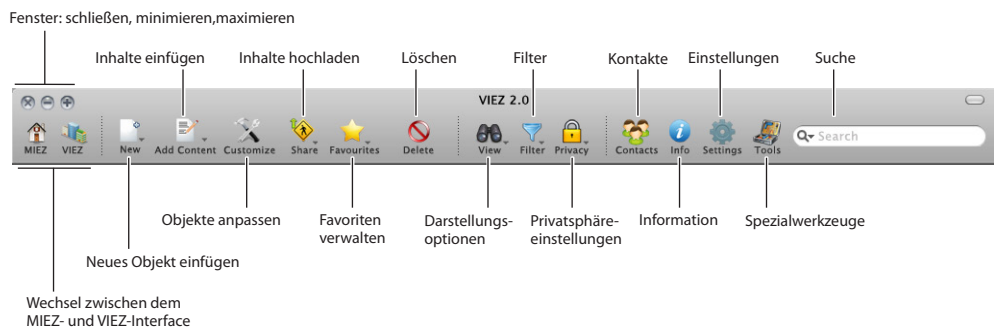 Fenster: schließen, minimieren,maximieren
Inhalte einfügen
Inhalte hochladen
Löschen
Filter
Kontakte
Einstellungen
Suche
VIEZ 2.0
MIEZ
VIEZ
New
Add Content
Customize
Share
Favourites
Delete
View
Filter
Privacy
Contacts
Info
Settings
Tools
Search
Objekte anpassen
Favoriten
verwalten
Darstellungs-
optionen
Privatsphäre-
einstellungen
Information
Spezialwerkzeuge
Neues Objekt einfügen
Wechsel zwischen dem
MIEZ- und VIEZ-Interface